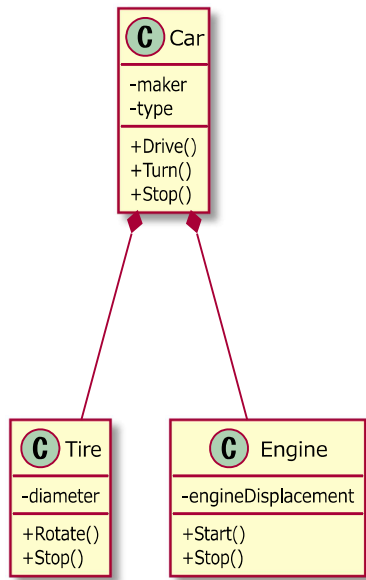 C Car
-maker
-type
+Drive()
+Turn()
+Stop()
C Tire
-diameter
+Rotate()
+Stop()
C Engine
-engineDisplacement
+Start()
+Stop()